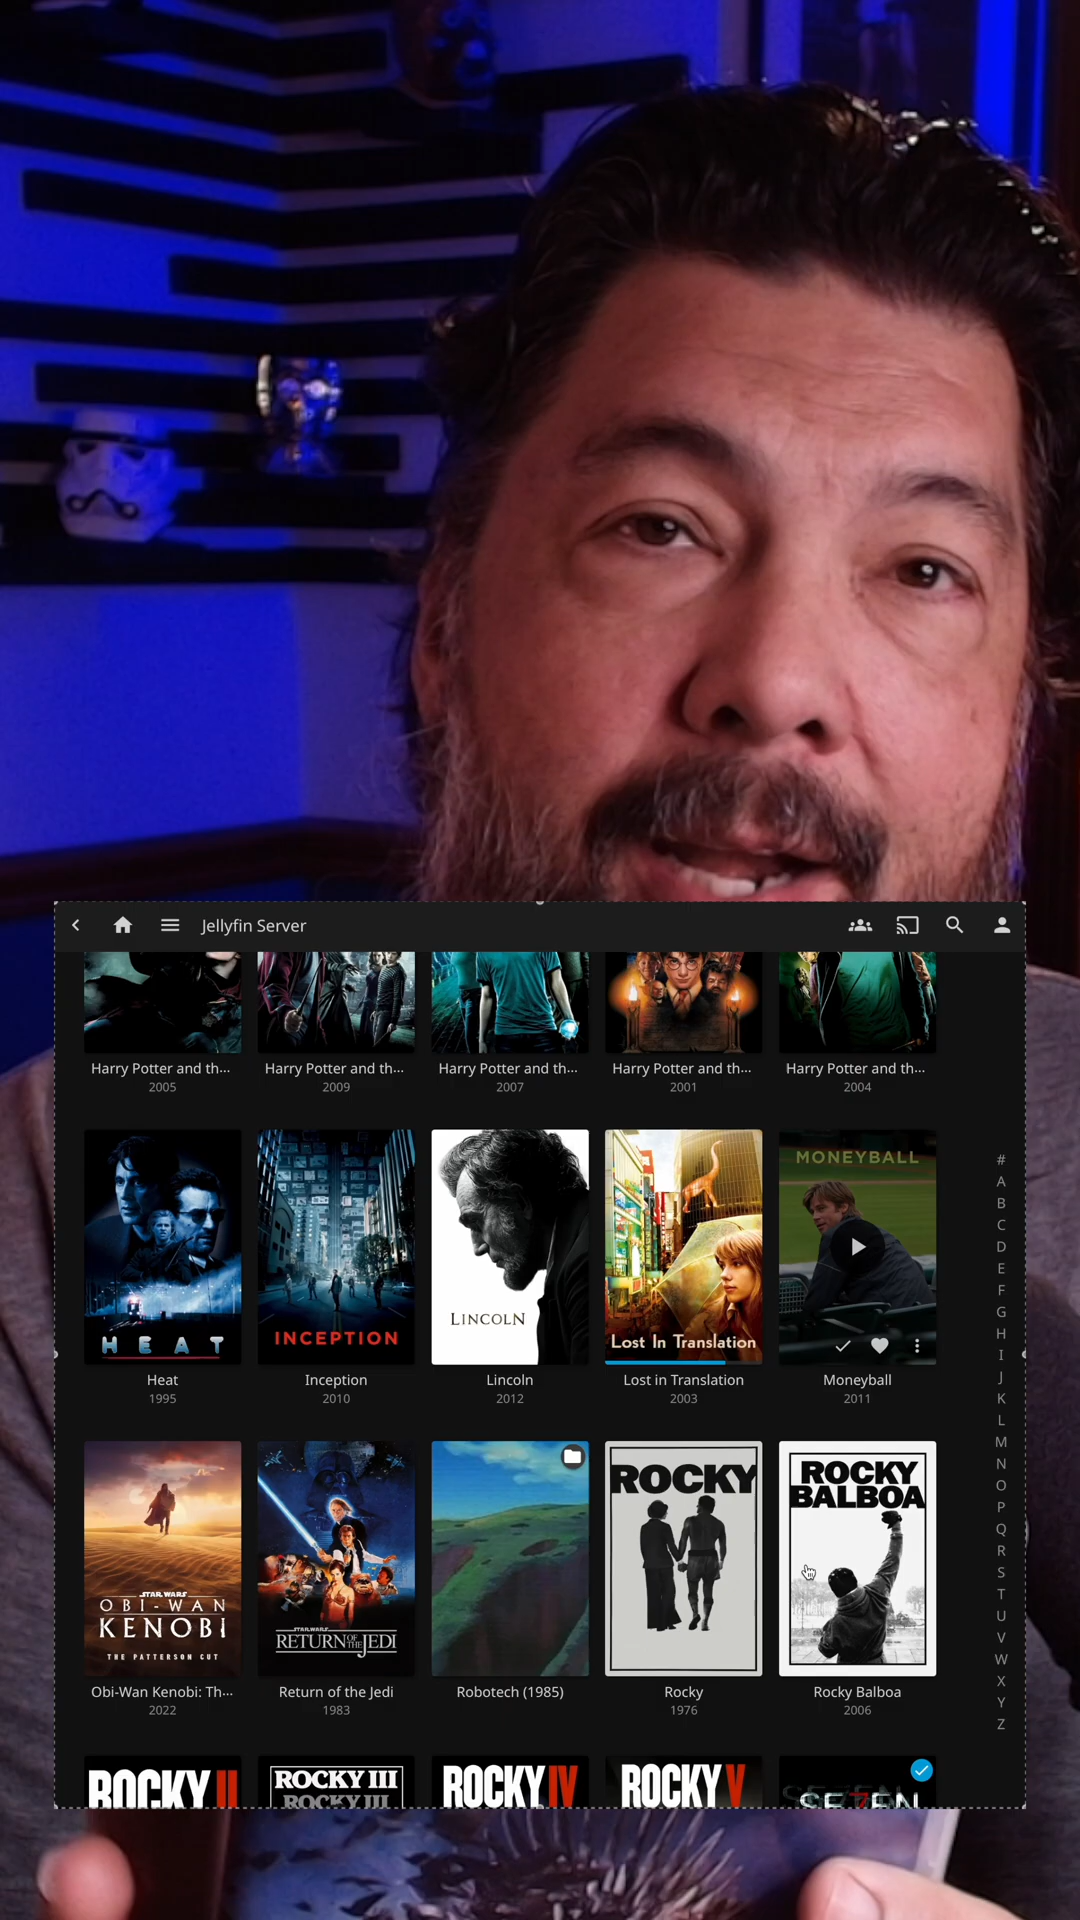 Jellyfin Server
Harry Potter and th...
2005
Harry Potter and th...
2009
Harry Potter and th...
2007
Harry Potter and th...
2001
Harry Potter and th...
2004
HEAT
INCEPTION
LINCOLN
Lost In Translation
MONEYBALL
Heat
1995
Inception
2010
Lincoln
2012
Lost in Translation
2003
Moneyball
2011
STAR WARS
OBI-WAN
KENOBI
THE PATTERSON CUT
STAR WARS
RETURN OF THE JEDI
ROCKY
ROCKY
BALBOA
Obi-Wan Kenobi: Th...
2022
Return of the Jedi
1983
Robotech (1985)
Rocky
1976
Rocky Balboa
2006
ROCKY II
ROCKY III
ROCKY III
ROCKY IV
ROCKY V
SE7EN
#
A
B
C
D
E
F
G
H
I
J
K
L
M
N
O
P
Q
R
S
T
U
V
W
X
Y
Z